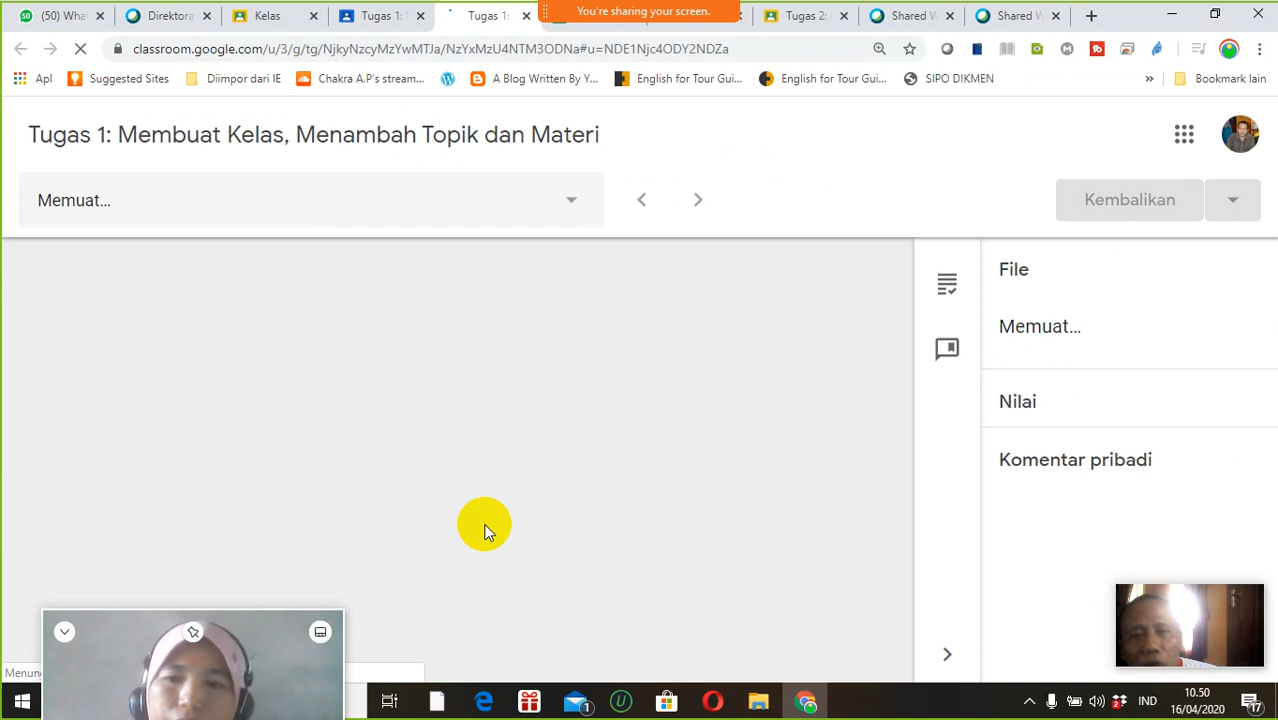 (50) Wha
Direktora
Kelas
Tugas 1:
Tugas 1:
You're sharing your screen.
Tugas 2:
Shared W
Shared W
classroom.google.com/u/3/g/tg/NjkyNzcyMzYwMTJa/NzYxMzU4NTM3ODNa#u=NDE1Njc4ODY2NDZa
Apl
Suggested Sites
Diimpor dari IE
Chakra A.P's stream...
A Blog Written By Y...
English for Tour Gui...
English for Tour Gui...
SIPO DIKMEN
»
Bookmark lain
Tugas 1: Membuat Kelas, Menambah Topik dan Materi
Memuat...
Kembalikan
File
Memuat...
Nilai
Komentar pribadi
Menun
IND
10.50
16/04/2020
17